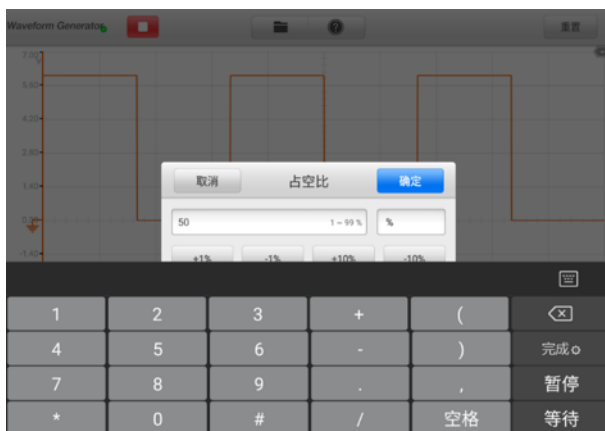 Waveform Generator
重置
7.00
5.60
4.20
2.80
1.40
0.00
-1.40
取消 占空比 确定
50 1 ~ 99 % %
+1% -1% +10% -10%
1 2 3 + (
4 5 6 - ) 完成
7 8 9 . , 暂停
* 0 # / 空格 等待